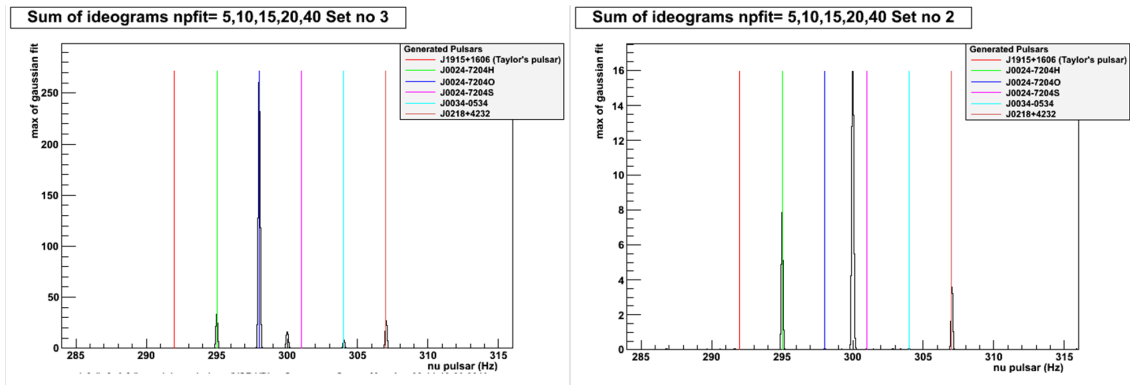 Sum of ideograms npfit= 5,10,15,20,40 Set no 3
max of gaussian fit
250
200
150
100
50
0
285
290
295
300
305
310
315
nu pulsar (Hz)
Generated Pulsars
J1915+1606 (Taylor's pulsar)
J0024-7204H
J0024-7204O
J0024-7204S
J0034-0534
J0218+4232
Sum of ideograms npfit= 5,10,15,20,40 Set no 2
max of gaussian fit
16
14
12
10
8
6
4
2
0
285
290
295
300
305
310
315
nu pulsar (Hz)
Generated Pulsars
J1915+1606 (Taylor's pulsar)
J0024-7204H
J0024-7204O
J0024-7204S
J0034-0534
J0218+4232